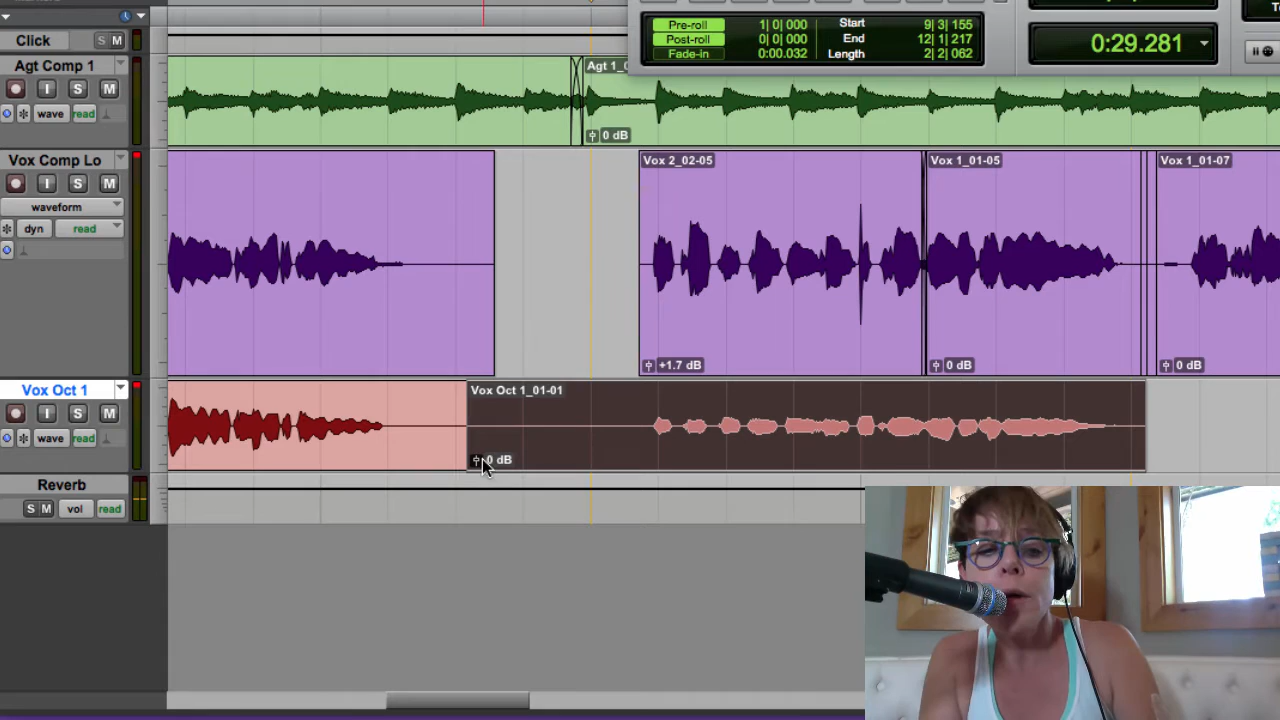 Click
S M
Agt Comp 1
I S M
wave read
Agt 1_0
0 dB
Vox Comp Lo
I S M
waveform
dyn read
Vox 2_02-05
+1.7 dB
Vox 1_01-05
0 dB
Vox 1_01-07
0 dB
Vox Oct 1
I S M
wave read
Vox Oct 1_01-01
0 dB
Reverb
S M vol read
Pre-roll 1| 0| 000 Start 9| 3| 155
Post-roll 0| 0| 000 End 12| 1| 217
Fade-in 0:00.032 Length 2| 2| 062
0:29.281